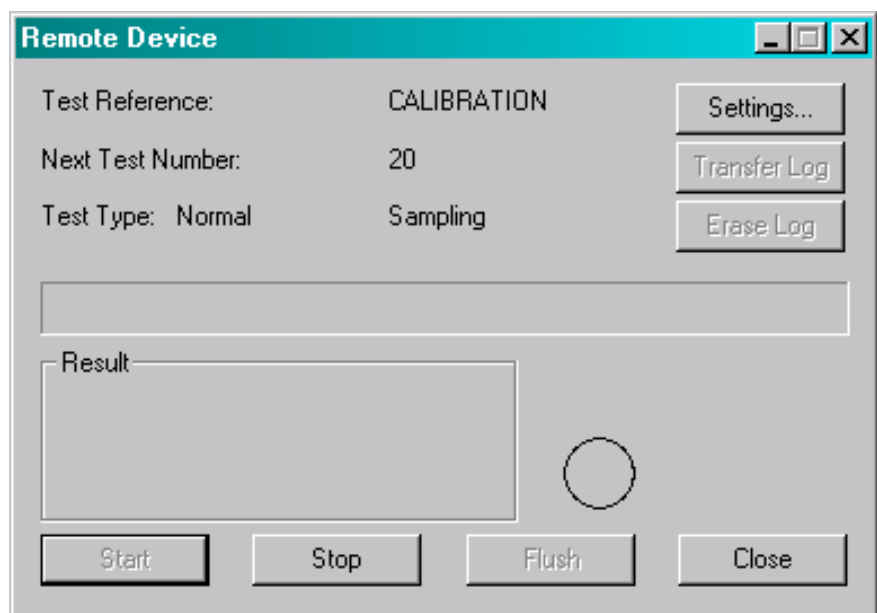 Remote Device
Test Reference: CALIBRATION Settings...
Next Test Number: 20 Transfer Log
Test Type: Normal Sampling Erase Log
Result
Start Stop Flush Close